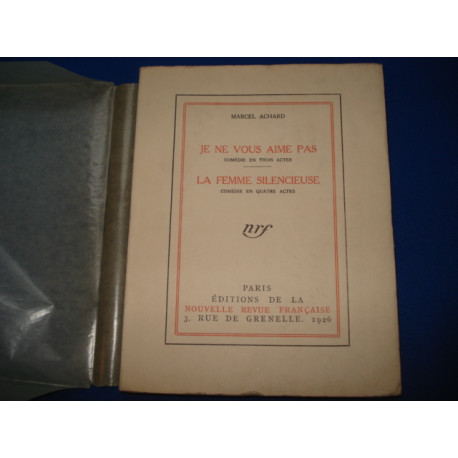 MARCEL ACHARD
JE NE VOUS AIME PAS
COMÉDIE EN TROIS ACTES
LA FEMME SILENCIEUSE
COMÉDIE EN QUATRE ACTES
nrf
PARIS
ÉDITIONS DE LA
NOUVELLE REVUE FRANÇAISE
3, RUE DE GRENELLE. 1926